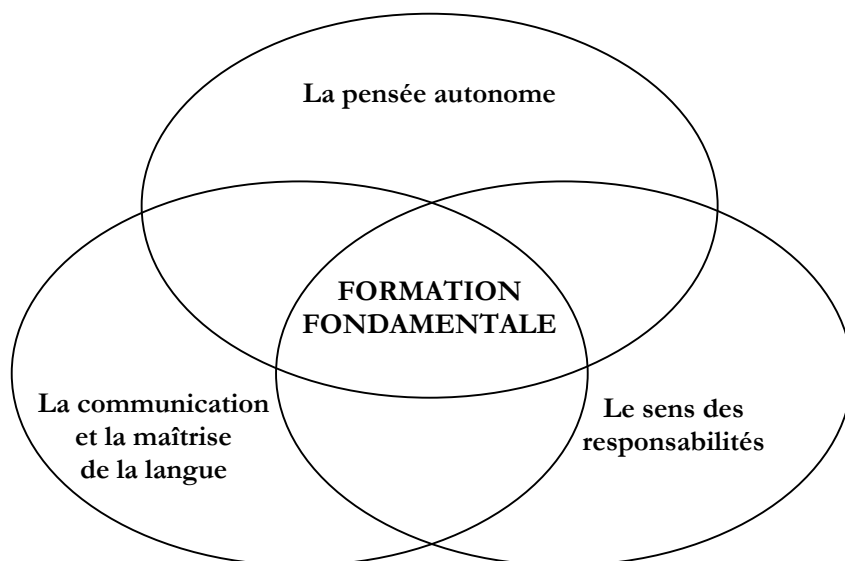 La pensée autonome
FORMATION
FONDAMENTALE
La communication
et la maîtrise
de la langue
Le sens des
responsabilités